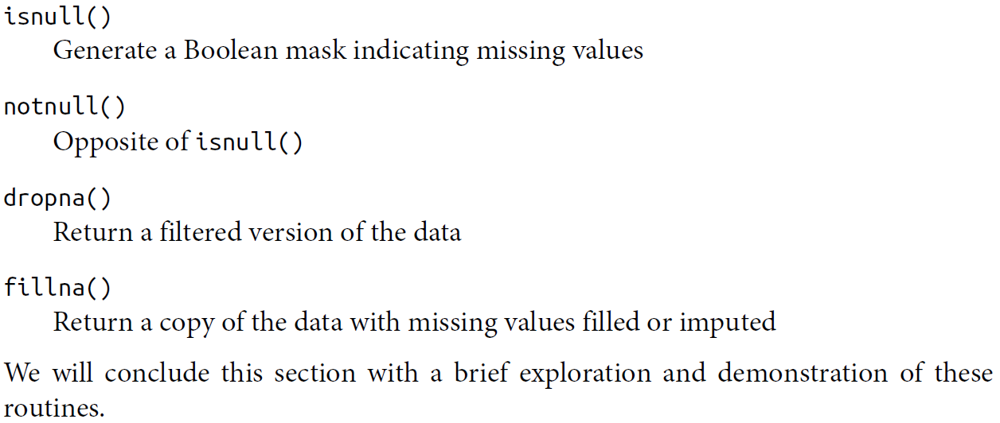 isnull()
Generate a Boolean mask indicating missing values
notnull()
Opposite of isnull()
dropna()
Return a filtered version of the data
fillna()
Return a copy of the data with missing values filled or imputed
We will conclude this section with a brief exploration and demonstration of these
routines.